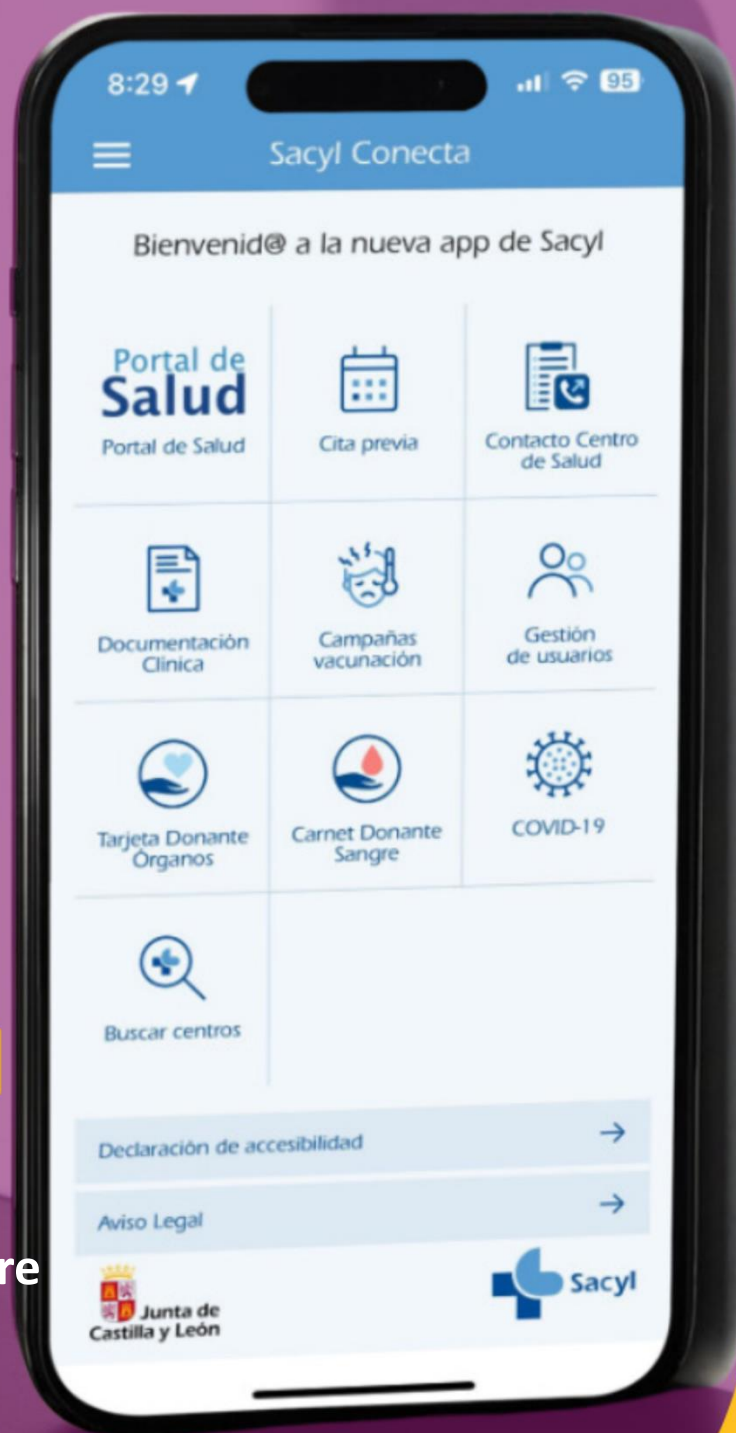 8:29
95
Sacyl Conecta
Bienvenid@ a la nueva app de Sacyl
Portal de
Salud
Portal de Salud
Cita previa
Contacto Centro
de Salud
Documentación
Clínica
Campañas
vacunación
Gestión
de usuarios
Tarjeta Donante
Órganos
Carnet Donante
Sangre
COVID-19
Buscar centros
Declaración de accesibilidad
Aviso Legal
re
Junta de
Castilla y León
Sacyl